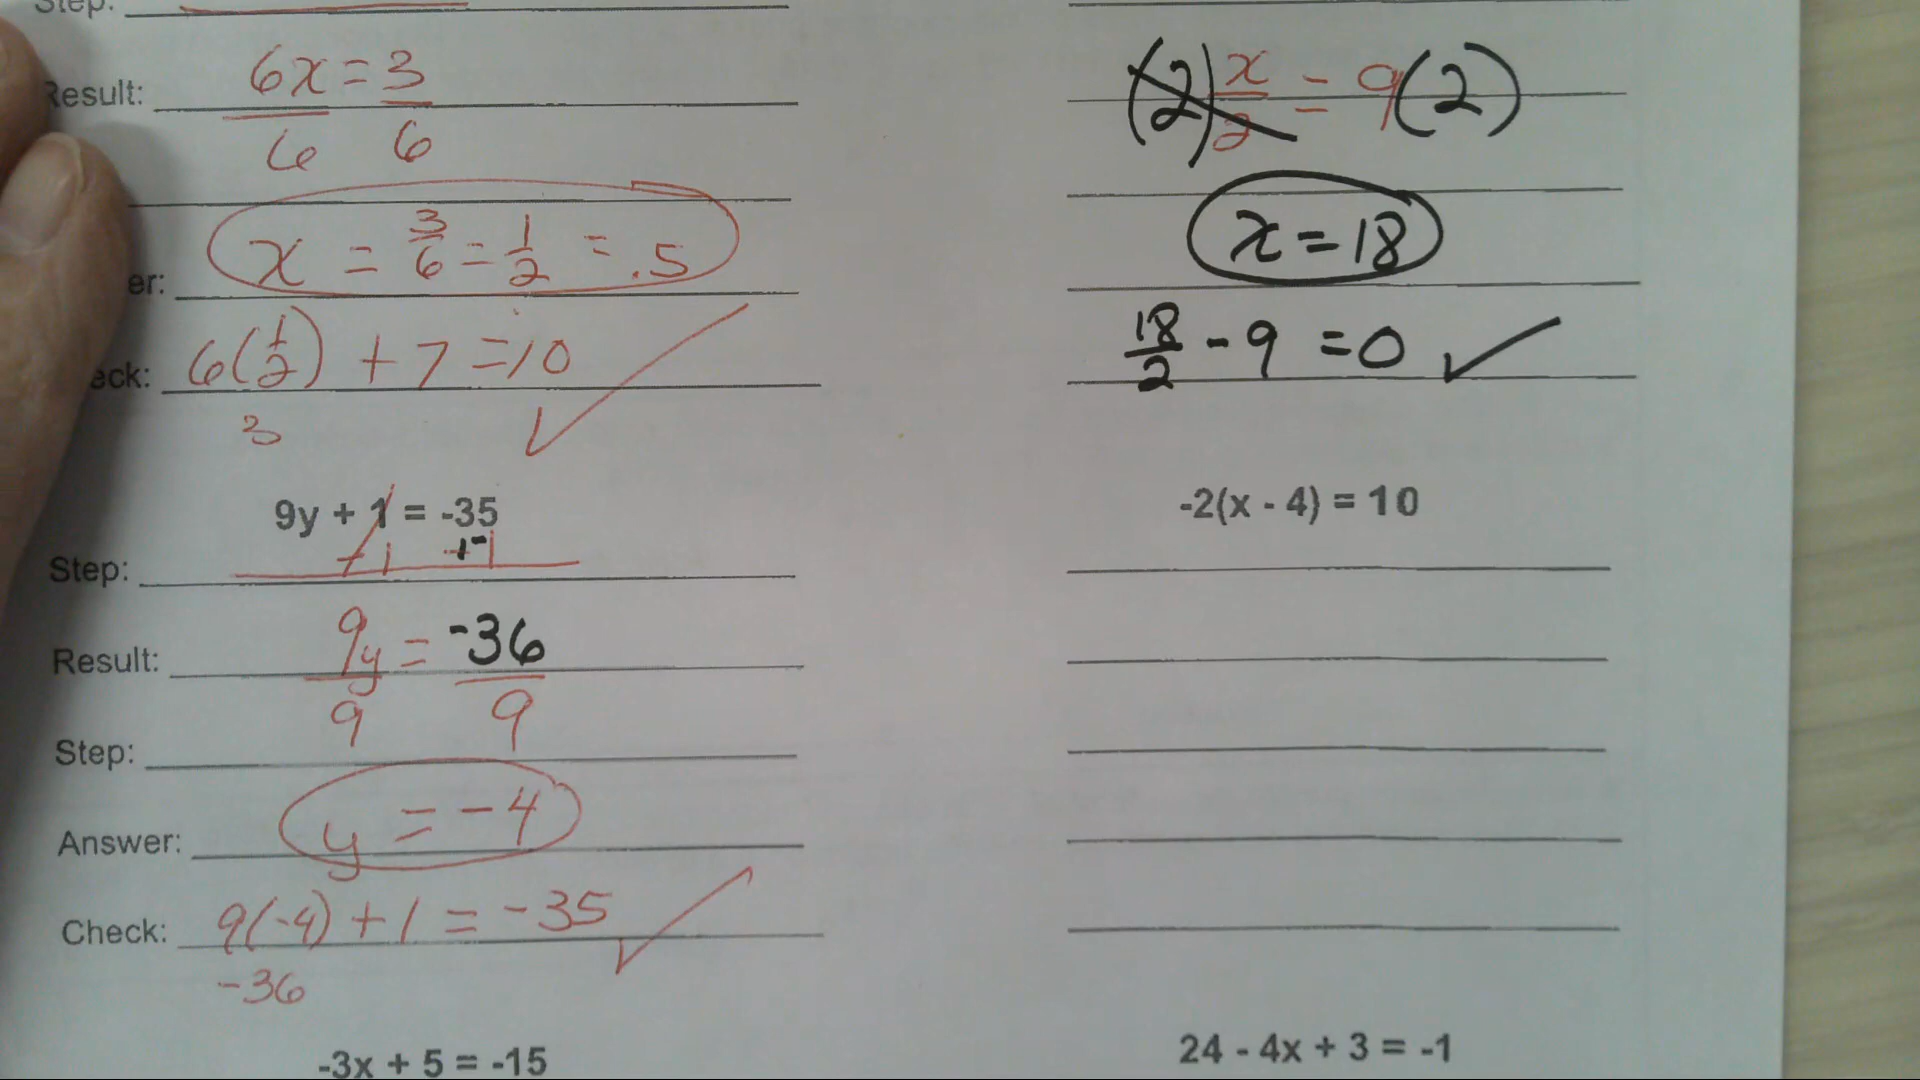 Step:
Result: 6x = 3
6 6
er: x = 3/6 = 1/2 = .5
eck: 6(1/2) + 7 = 10
3
9y + 1 = -35
Step: -1 + -1
Result: 9y = -36
9 9
Step:
Answer: y = -4
Check: 9(-4) + 1 = -35
-36
-3x + 5 = -15
(2) x/2 = 9(2)
x = 18
18/2 - 9 = 0
-2(x - 4) = 10
24 - 4x + 3 = -1